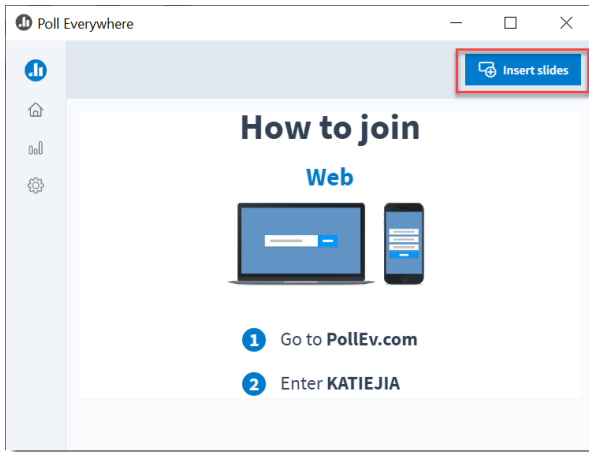 Poll Everywhere
Insert slides
How to join
Web
1 Go to PollEv.com
2 Enter KATIEJIA